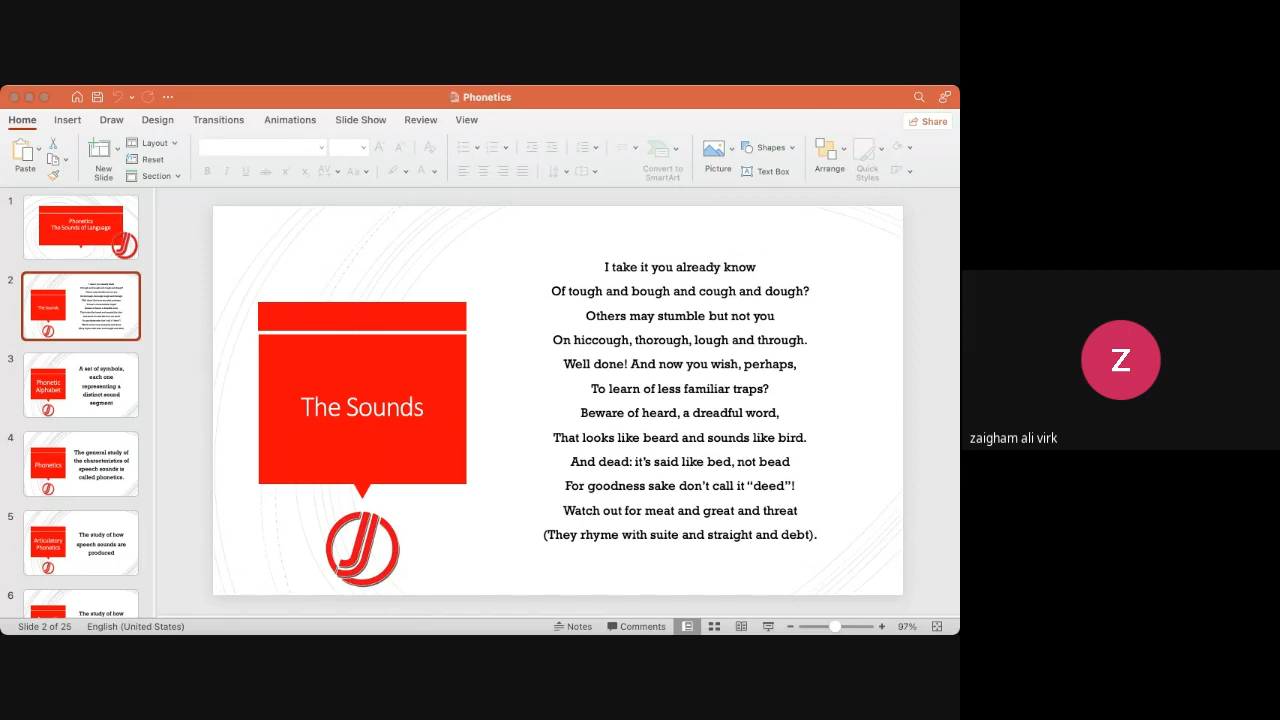 Phonetics
Home
Insert
Draw
Design
Transitions
Animations
Slide Show
Review
View
Share
Paste
New
Slide
Layout
Reset
Section
Convert to
SmartArt
Picture
Shapes
Text Box
Arrange
Quick
Styles
1
Phonetics
The Sounds of Language
2
The Sounds
3
Phonetic
Alphabet
A set of symbols,
each one
representing a
distinct sound
segment
4
Phonetics
The general study of
the characteristics of
speech sounds is
called phonetics.
5
Articulatory
Phonetics
The study of how
speech sounds are
produced
6
The study of how
The Sounds
I take it you already know
Of tough and bough and cough and dough?
Others may stumble but not you
On hiccough, thorough, lough and through.
Well done! And now you wish, perhaps,
To learn of less familiar traps?
Beware of heard, a dreadful word,
That looks like beard and sounds like bird.
And dead: it's said like bed, not bead
For goodness sake don't call it “deed”!
Watch out for meat and great and threat
(They rhyme with suite and straight and debt).
Slide 2 of 25
English (United States)
Notes
Comments
97%
Z
zaigham ali virk